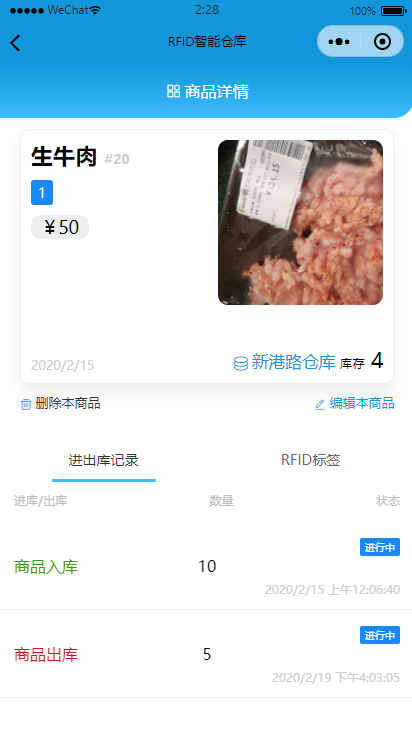 ●●●●● WeChat 2:28 100%
RFID智能仓库
商品详情
生牛肉 #20
1
¥50
2020/2/15 新港路仓库 库存 4
删除本商品 编辑本商品
进出库记录 RFID标签
进库/出库 数量 状态
进行中
商品入库 10
2020/2/15 上午12:06:40
进行中
商品出库 5
2020/2/19 下午4:03:05